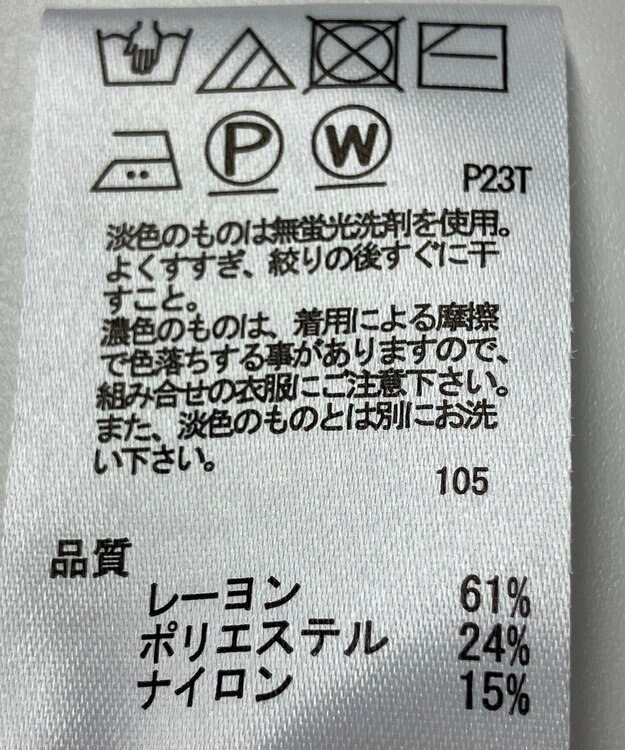 P W P23T
淡色のものは無蛍光洗剤を使用。
よくすすぎ、絞りの後すぐに干
すこと。
濃色のものは、着用による摩擦
で色落ちする事がありますので、
組み合せの衣服にご注意下さい。
また、淡色のものとは別にお洗
い下さい。
105
品質
レーヨン 61%
ポリエステル 24%
ナイロン 15%